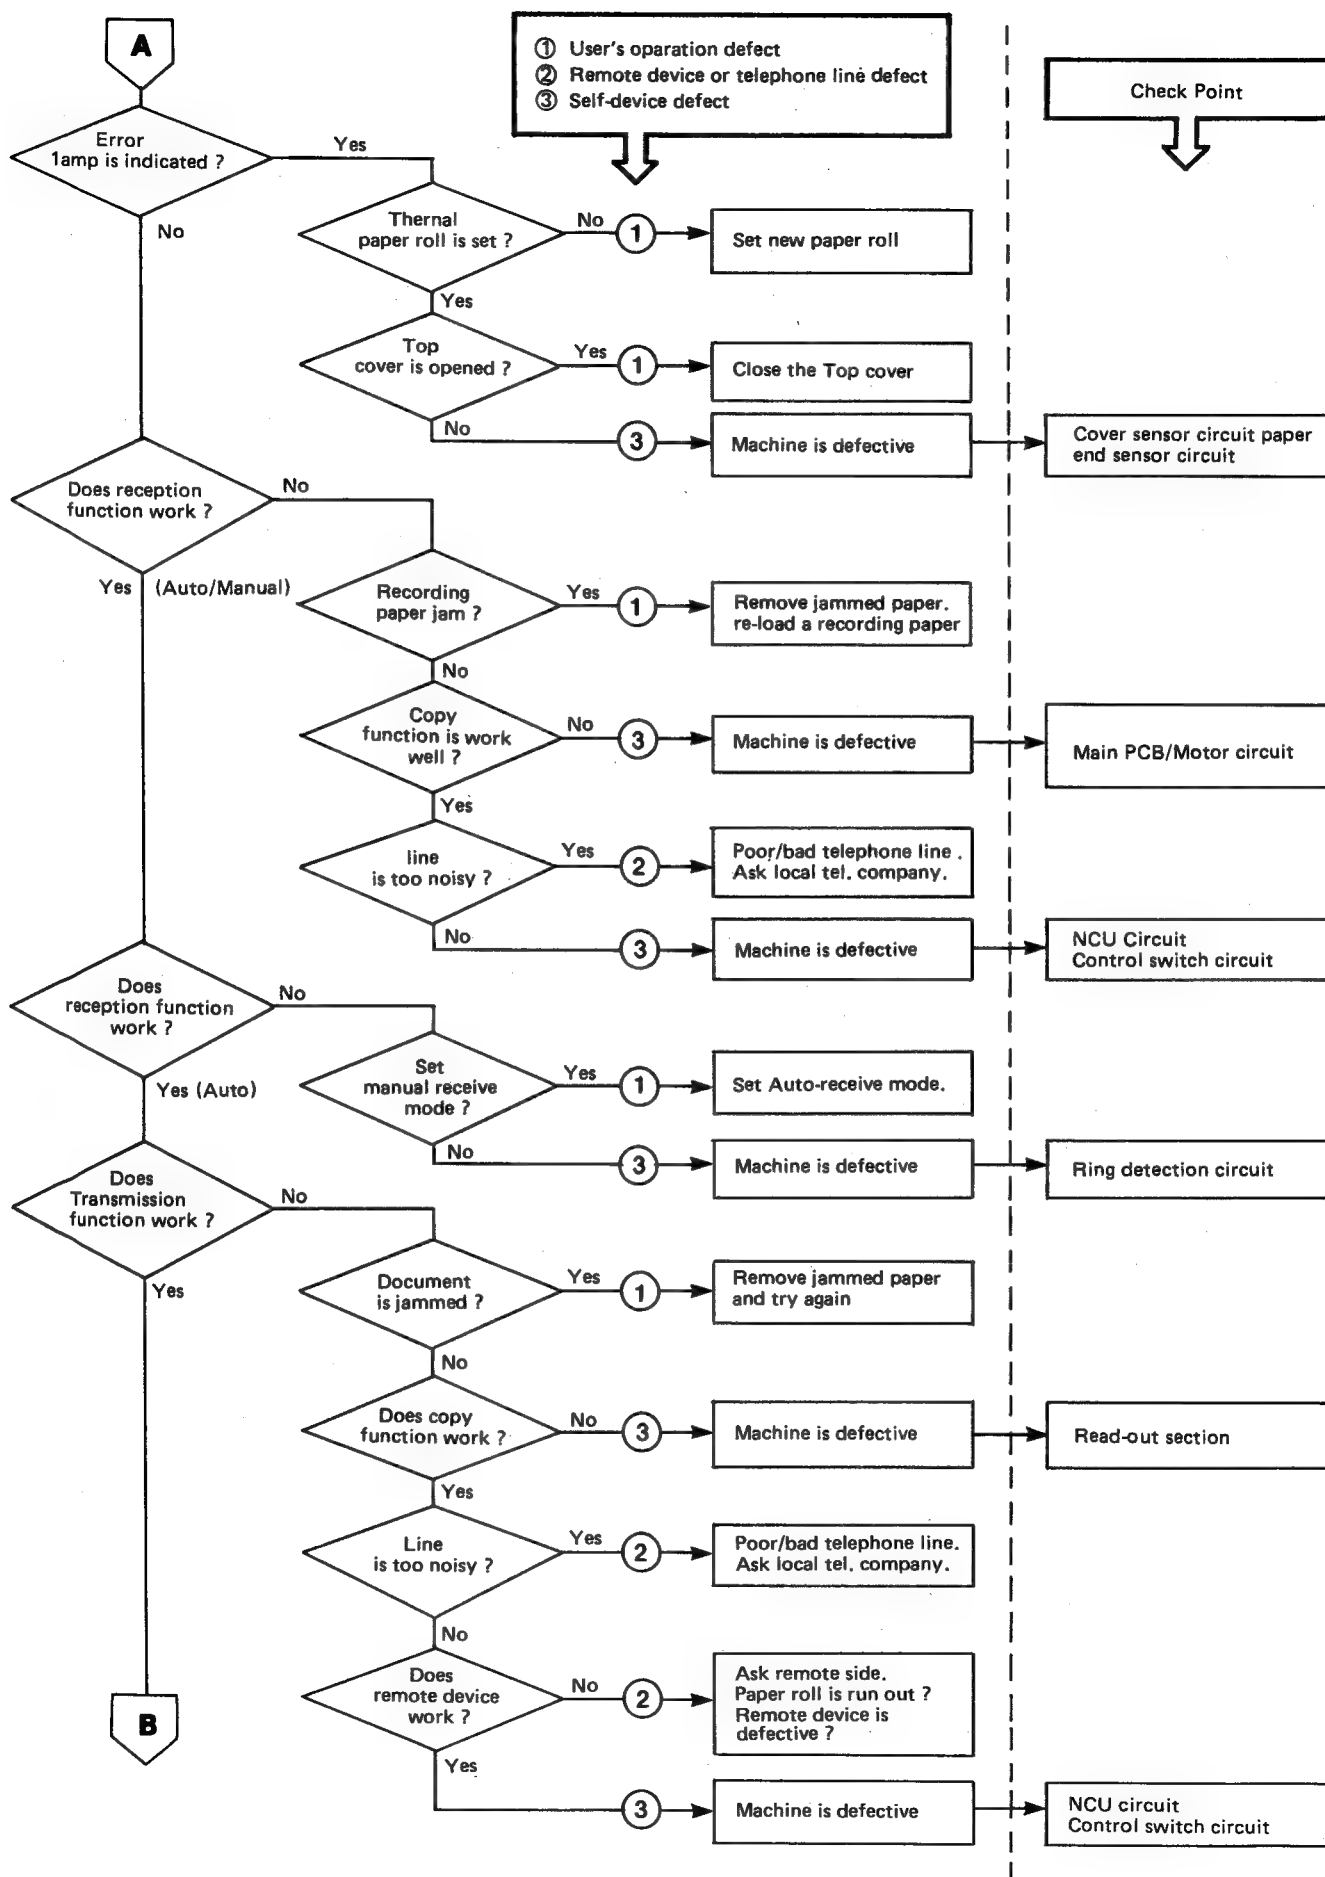 A
① User's oparation defect
② Remote device or telephone line defect
③ Self-device defect
Check Point
Error
1amp is indicated ?
Yes
No
Thernal
paper roll is set ?
No
1
Set new paper roll
Yes
Top
cover is opened ?
Yes
1
Close the Top cover
No
3
Machine is defective
Cover sensor circuit paper
end sensor circuit
Does reception
function work ?
No
Yes (Auto/Manual)
Recording
paper jam ?
Yes
1
Remove jammed paper.
re-load a recording paper
No
Copy
function is work
well ?
No
3
Machine is defective
Main PCB/Motor circuit
Yes
line
is too noisy ?
Yes
2
Poor/bad telephone line .
Ask local tel. company.
No
3
Machine is defective
NCU Circuit
Control switch circuit
Does
reception function
work ?
No
Yes (Auto)
Set
manual receive
mode ?
Yes
1
Set Auto-receive mode.
No
3
Machine is defective
Ring detection circuit
Does
Transmission
function work ?
No
Yes
Document
is jammed ?
Yes
1
Remove jammed paper
and try again
No
Does copy
function work ?
No
3
Machine is defective
Read-out section
Yes
Line
is too noisy ?
Yes
2
Poor/bad telephone line.
Ask local tel. company.
No
Does
remote device
work ?
No
2
Ask remote side.
Paper roll is run out ?
Remote device is
defective ?
Yes
3
Machine is defective
NCU circuit
Control switch circuit
B